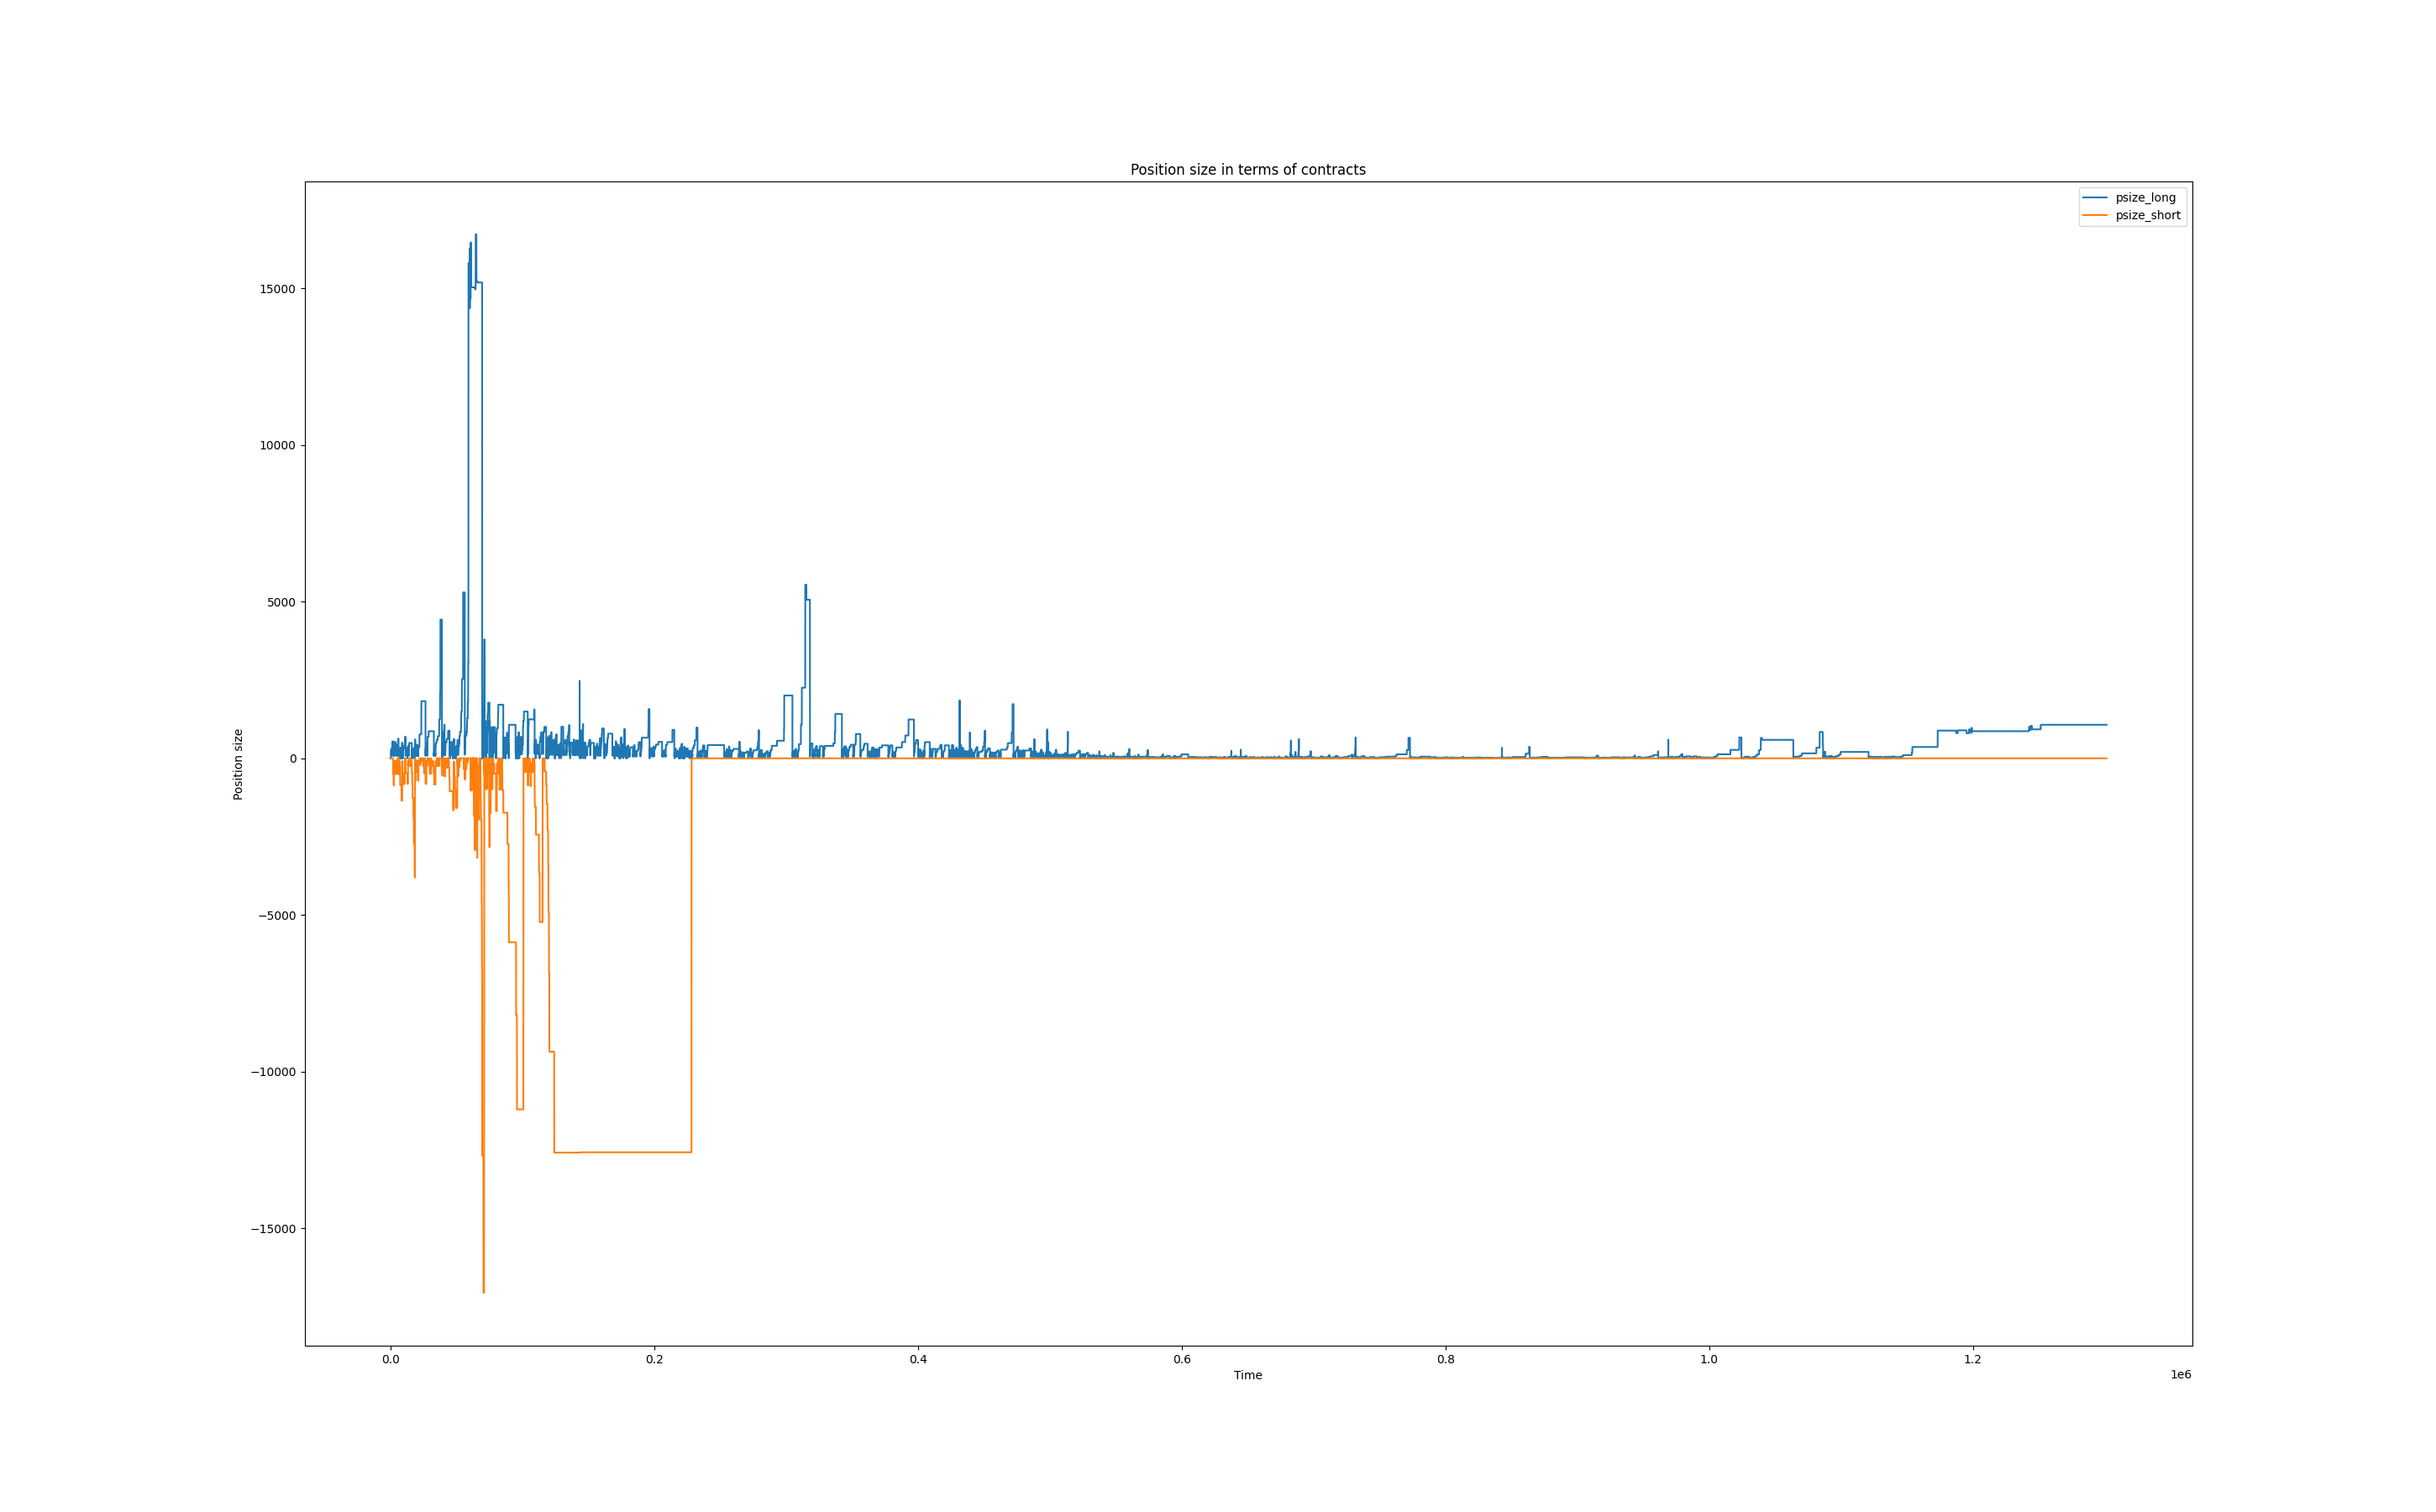 Position size in terms of contracts
psize_long
psize_short
Position size
15000
10000
5000
0
−5000
−10000
−15000
0.0
0.2
0.4
0.6
0.8
1.0
1.2
Time
1e6